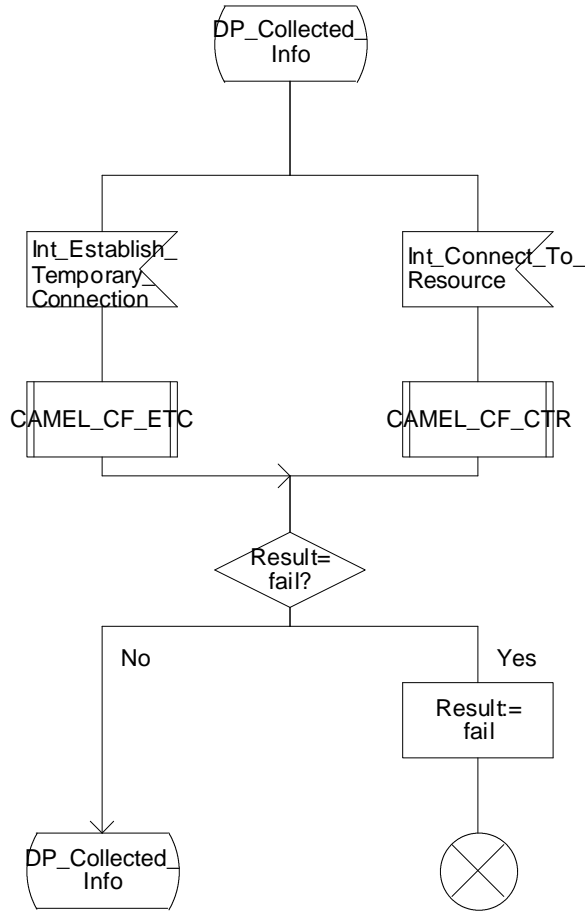 DP_Collected_
Info
Int_Establish_
Temporary_
Connection
Int_Connect_To_
Resource
CAMEL_CF_ETC
CAMEL_CF_CTR
Result=
fail?
No
Yes
Result:=
fail
DP_Collected_
Info